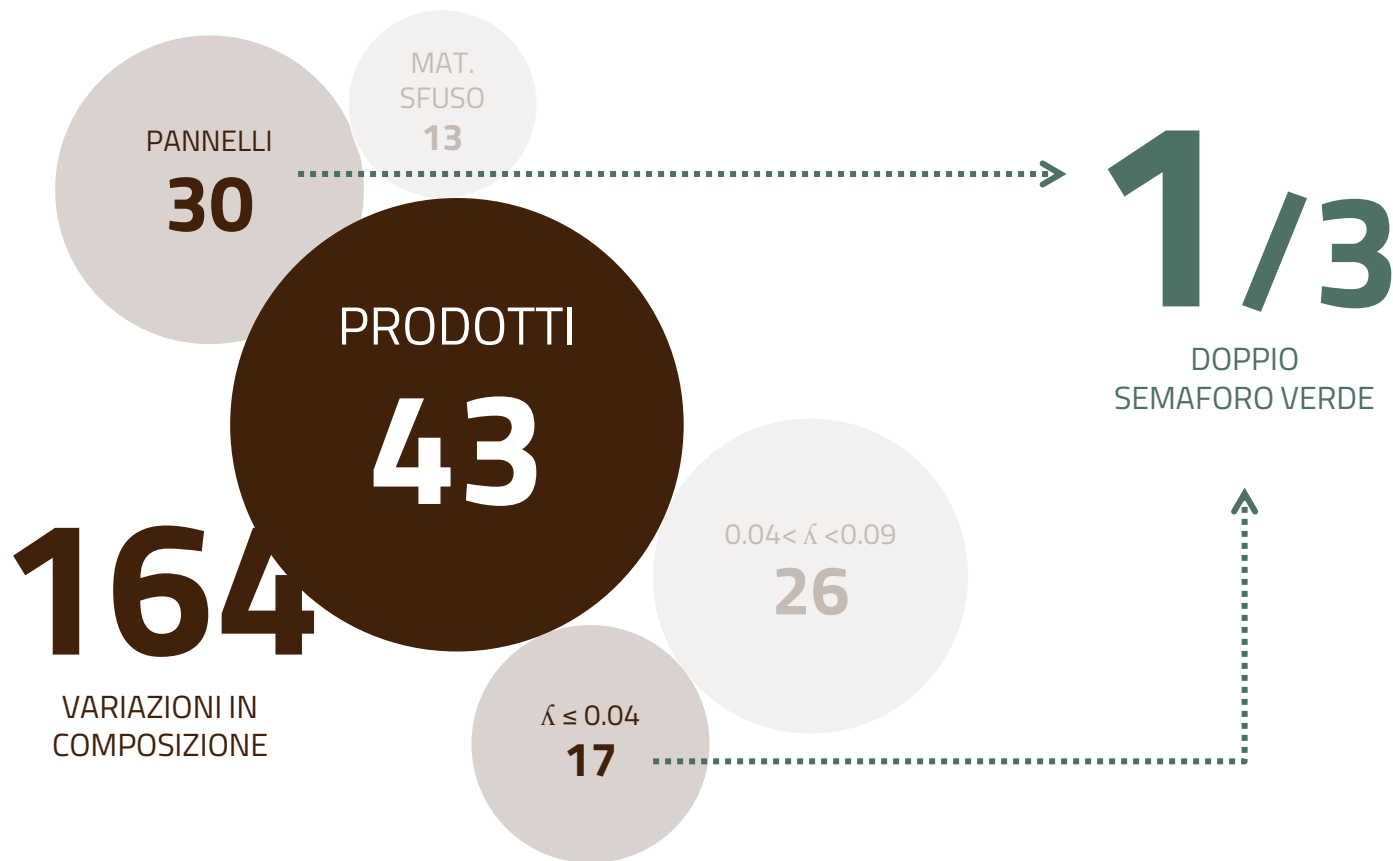 MAT.
SFUSO
13
PANNELLI
30
1/3
DOPPIO
SEMAFORO VERDE
PRODOTTI
43
164
VARIAZIONI IN
COMPOSIZIONE
0.04< ʎ <0.09
26
ʎ ≤ 0.04
17